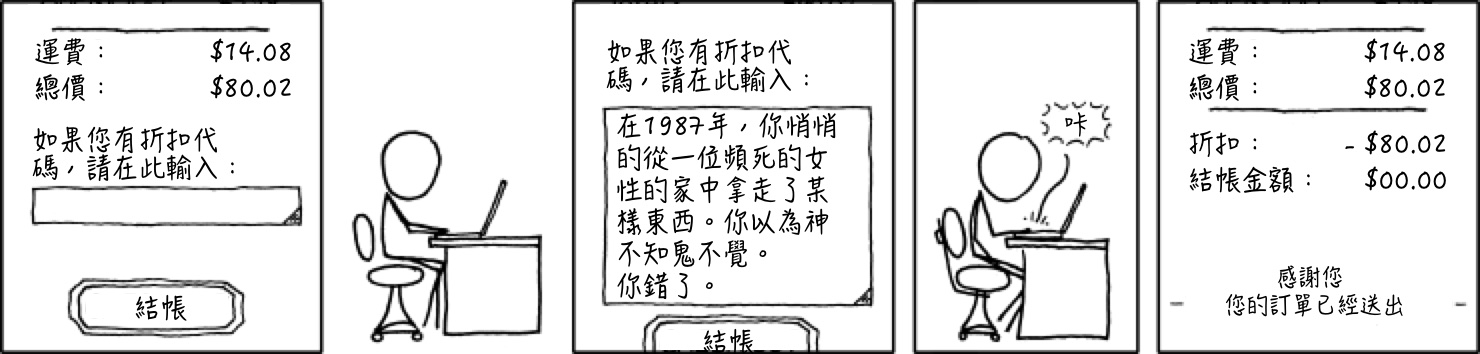 運費： $14.08
總價： $80.02
如果您有折扣代
碼，請在此輸入：
結帳
如果您有折扣代
碼，請在此輸入：
在1987年，你悄悄
的從一位頻死的女
性的家中拿走了某
樣東西。你以為神
不知鬼不覺。
你錯了。
結帳
咔
運費： $14.08
總價： $80.02
折扣： - $80.02
結帳金額： $00.00
感謝您
您的訂單已經送出